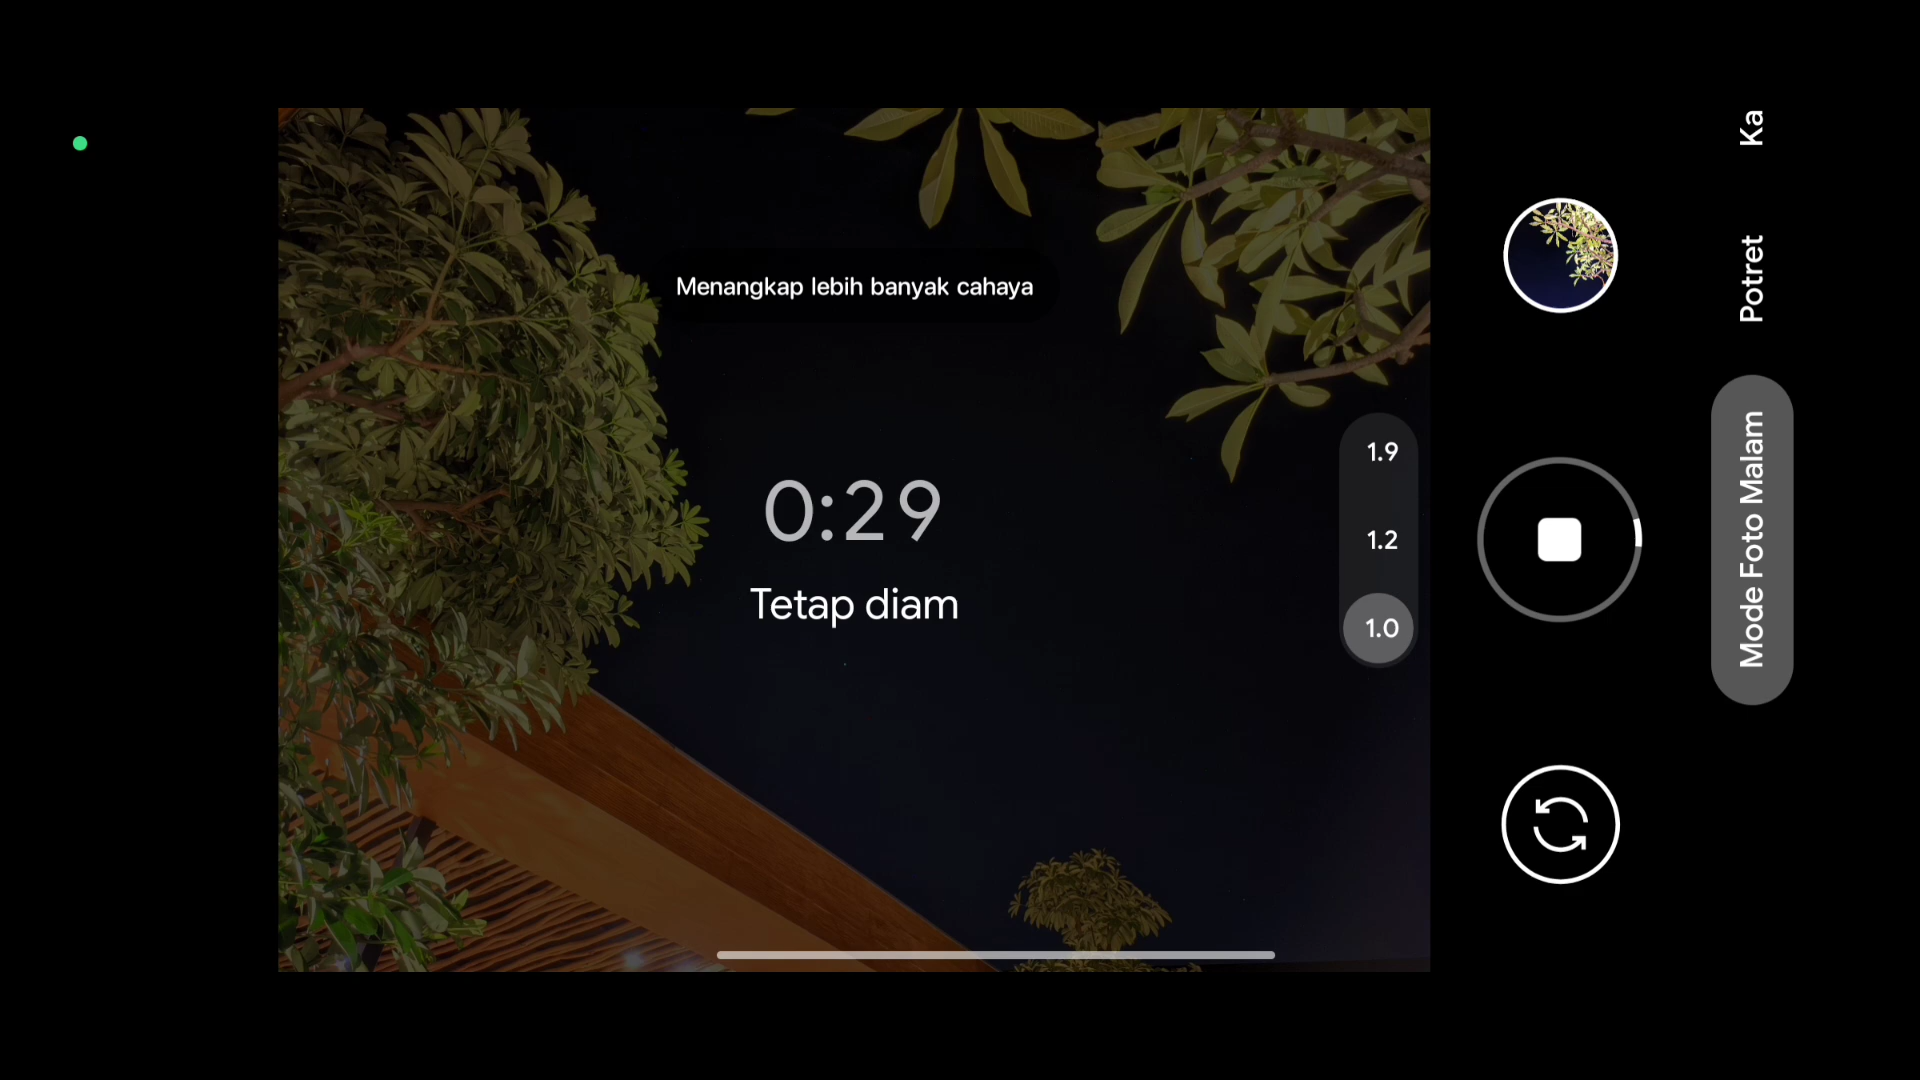 Menangkap lebih banyak cahaya
0:29
Tetap diam
1.9
1.2
1.0
Ka
Potret
Mode Foto Malam